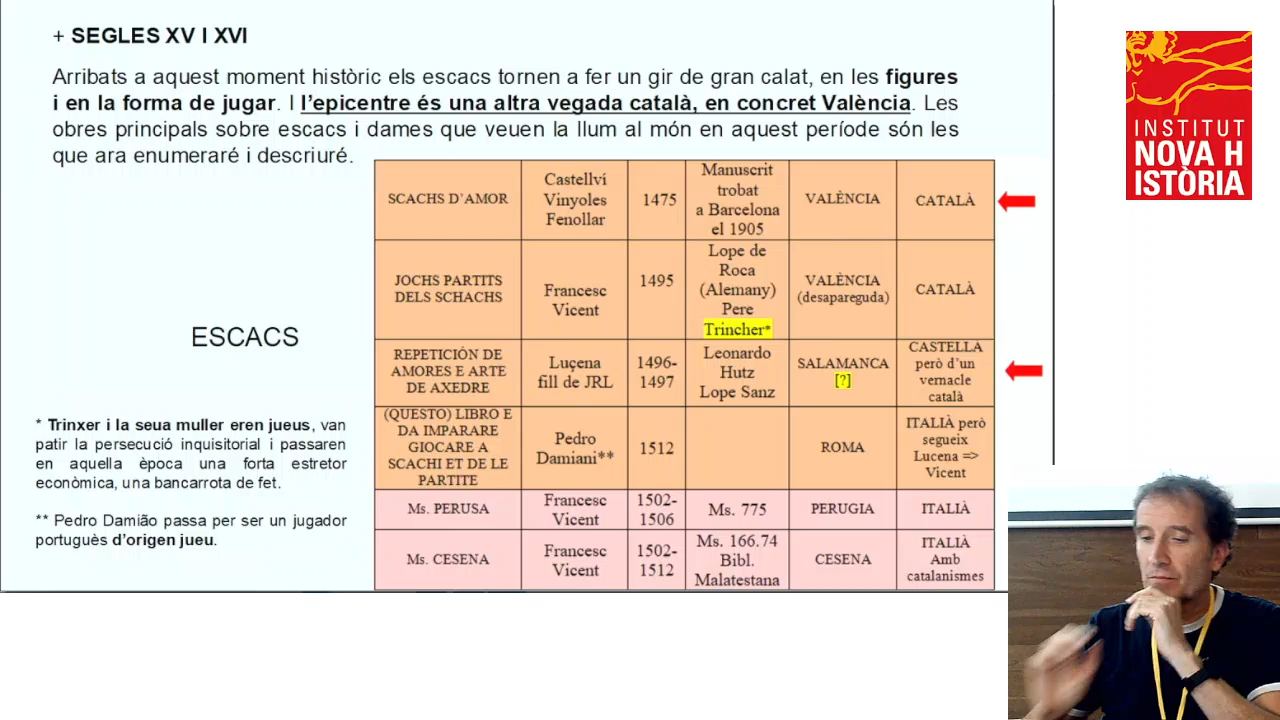 + SEGLES XV I XVI
Arribats a aquest moment històric els escacs tornen a fer un gir de gran calat, en les figures
i en la forma de jugar. I l'epicentre és una altra vegada català, en concret València. Les
obres principals sobre escacs i dames que veuen la llum al món en aquest període són les
que ara enumeraré i descriuré.
SCACHS D'AMOR
Castellví
Vinyoles
Fenollar
1475
Manuscrit
trobat
a Barcelona
el 1905
VALÈNCIA
CATALÀ
JOCHS PARTITS
DELS SCHACHS
Francesc
Vicent
1495
Lope de
Roca
(Alemany)
Pere
Trincher*
VALÈNCIA
(desapareguda)
CATALÀ
REPETICIÓN DE
AMORES E ARTE
DE AXEDRE
Luçena
fill de JRL
1496-
1497
Leonardo
Hutz
Lope Sanz
SALAMANCA
[?]
CASTELLÀ
però d'un
vernacle
català
(QUESTO) LIBRO E
DA IMPARARE
GIOCARE A
SCACHI ET DE LE
PARTITE
Pedro
Damiani**
1512
ROMA
ITALIÀ però
segueix
Lucena =>
Vicent
Ms. PERUSA
Francesc
Vicent
1502-
1506
Ms. 775
PERUGIA
ITALIÀ
Ms. CESENA
Francesc
Vicent
1502-
1512
Ms. 166.74
Bibl.
Malatestana
CESENA
ITALIÀ
Amb
catalanismes
ESCACS
* Trinxer i la seua muller eren jueus, van
patir la persecució inquisitorial i passaren
en aquella època una forta estretor
econòmica, una bancarrota de fet.
** Pedro Damião passa per ser un jugador
portuguès d'origen jueu.
INSTITUT
NOVA H
ISTÒRIA